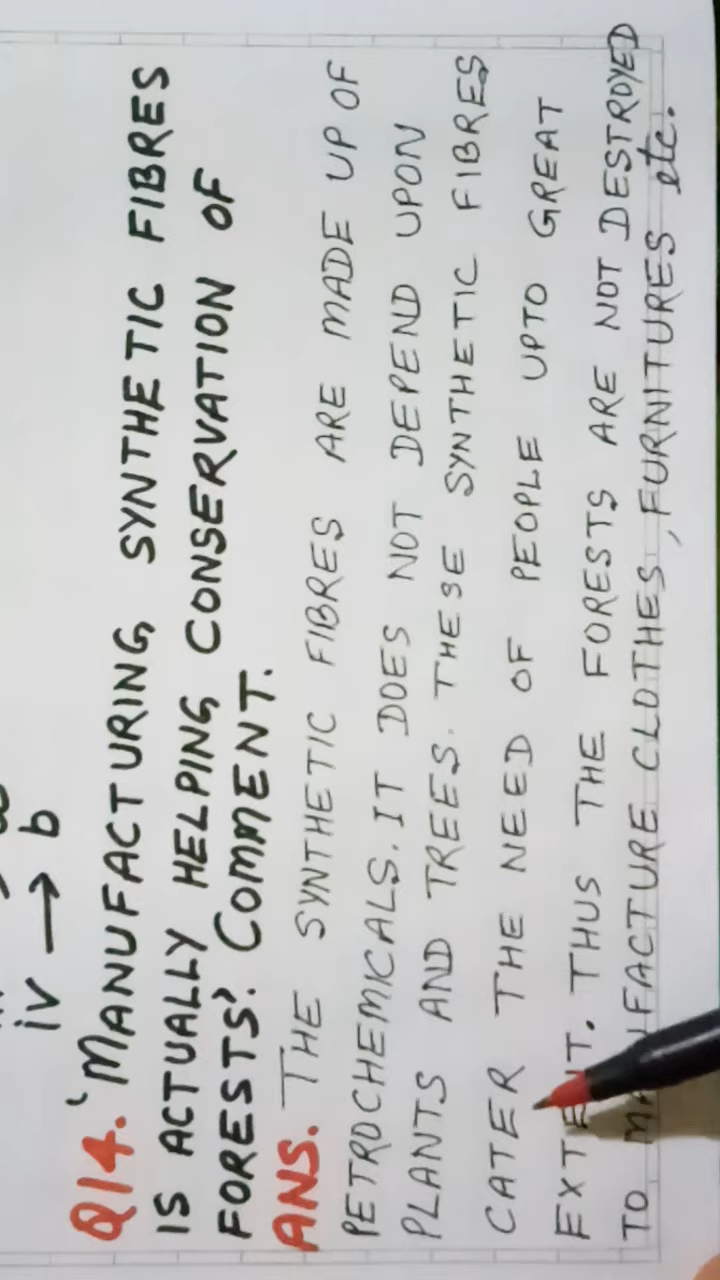 iv → b
Q14. 'MANUFACTURING SYNTHETIC FIBRES
IS ACTUALLY HELPING CONSERVATION OF
FORESTS'. COMMENT.
ANS. THE SYNTHETIC FIBRES ARE MADE UP OF
PETROCHEMICALS. IT DOES NOT DEPEND UPON
PLANTS AND TREES. THESE SYNTHETIC FIBRES
CATER THE NEED OF PEOPLE UPTO GREAT
EXTENT. THUS THE FORESTS ARE NOT DESTROYED
TO MANUFACTURE CLOTHES, FURNITURES etc.